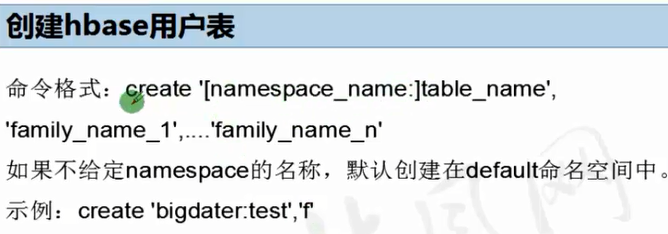 创建hbase用户表
命令格式：create '[namespace_name:]table_name',
'family_name_1',....'family_name_n'
如果不给定namespace的名称，默认创建在default命名空间中。
示例：create 'bigdater:test','f'